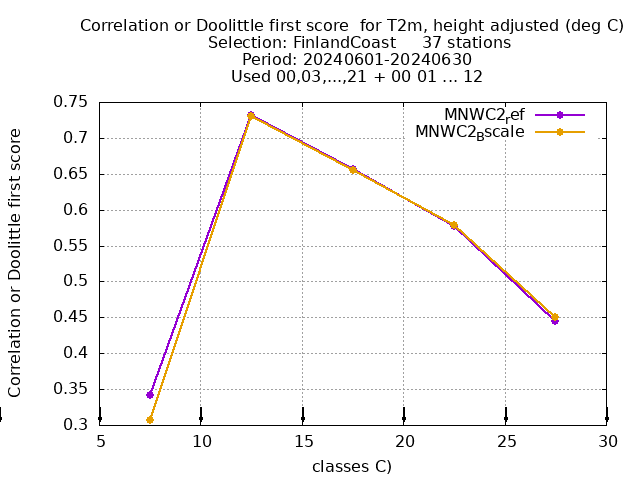 Correlation or Doolittle first score  for T2m, height adjusted (deg C)
Selection: FinlandCoast     37 stations
Period: 20240601-20240630
Used 00,03,...,21 + 00 01 ... 12
MNWC2ref
MNWC2Bscale
Correlation or Doolittle first score
0.75
0.7
0.65
0.6
0.55
0.5
0.45
0.4
0.35
0.3
5 10 15 20 25 30
classes C)